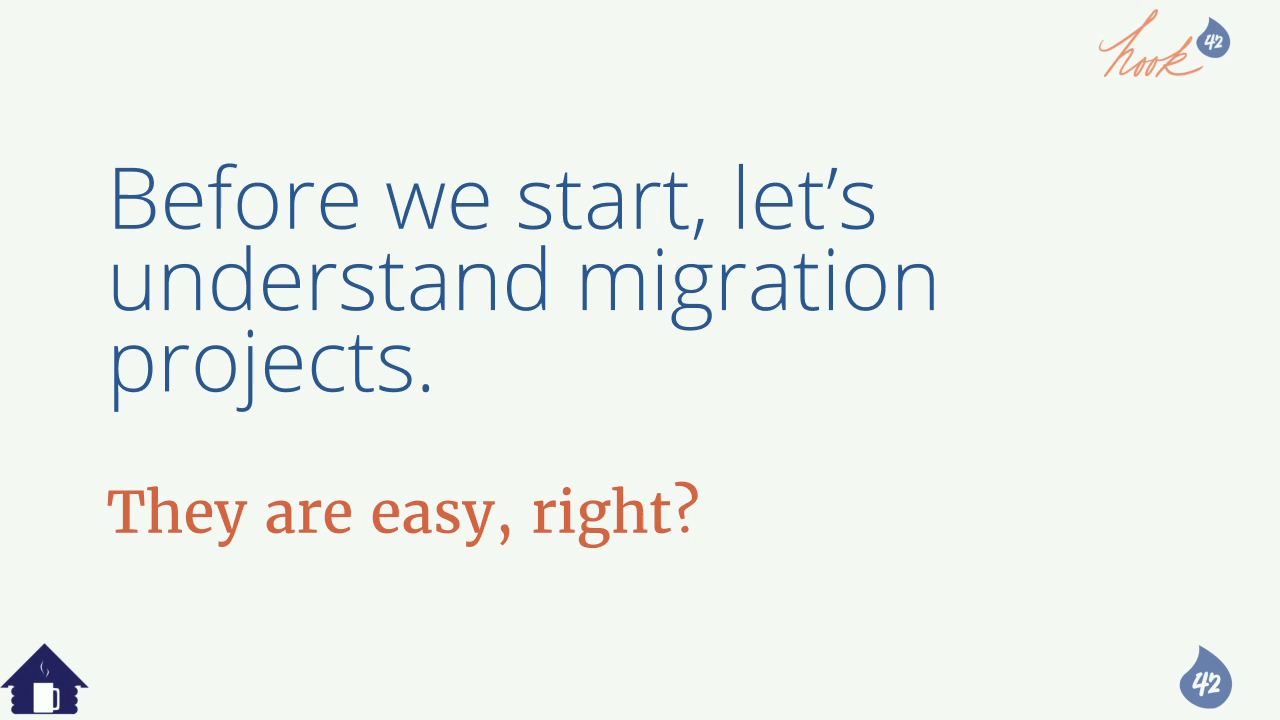 hook 42
Before we start, let’s
understand migration
projects.
They are easy, right?
42